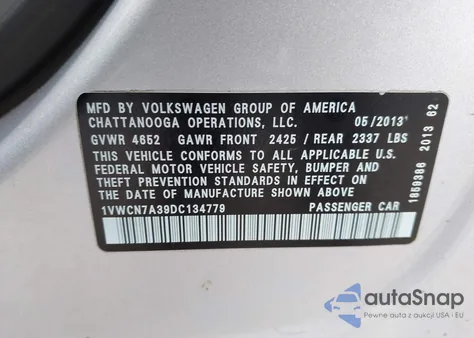 MFD BY VOLKSWAGEN GROUP OF AMERICA
CHATTANOOGA OPERATIONS, LLC. 05/2013
GVWR 4652 GAWR FRONT 2425 / REAR 2337 LBS
THIS VEHICLE CONFORMS TO ALL APPLICABLE U.S.
FEDERAL MOTOR VEHICLE SAFETY, BUMPER AND
THEFT PREVENTION STANDARDS IN EFFECT ON
THE DATE OF MANUFACTURE SHOWN ABOVE
1VWCN7A39DC134779 PASSENGER CAR
1859386 2013 62
autoSnap
Pewne auta z aukcji USA i EU